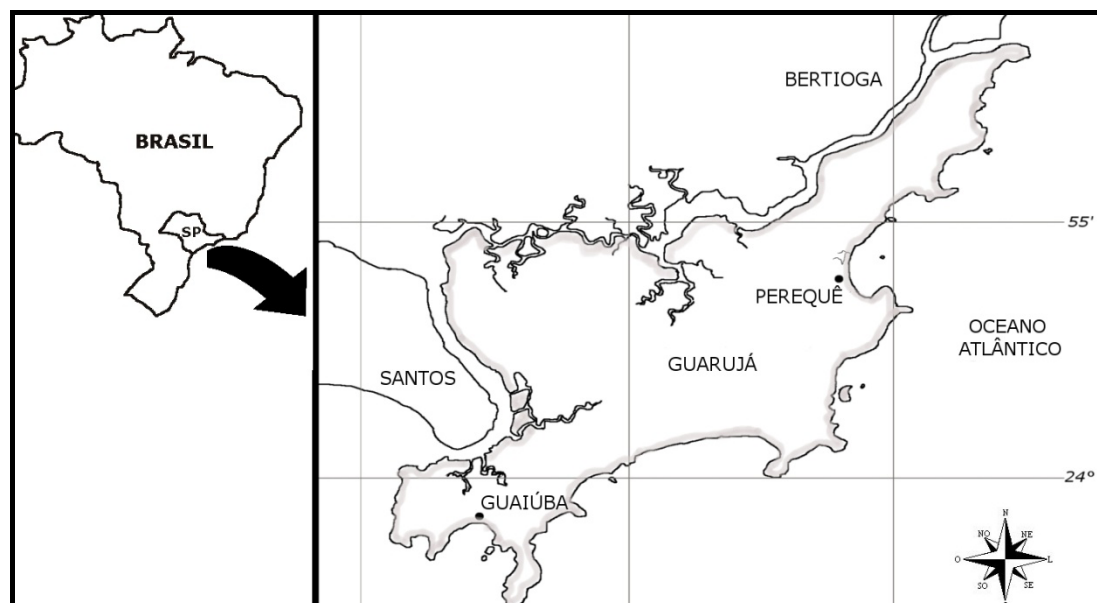 BRASIL
SP
BERTIOGA
55'
PEREQUÊ
OCEANO
ATLÂNTICO
GUARUJÁ
SANTOS
24°
GUAIÚBA
N
NO
NE
O
L
SO
SE